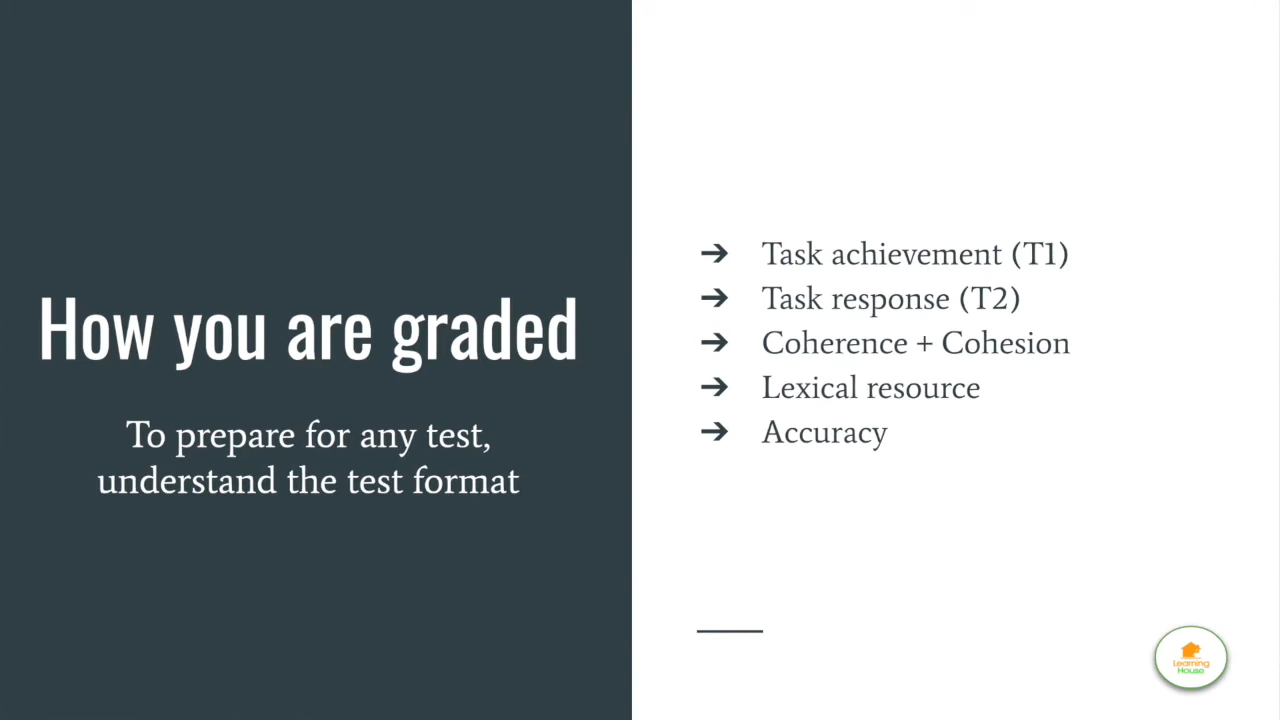 How you are graded
To prepare for any test,
understand the test format
➔ Task achievement (T1)
➔ Task response (T2)
➔ Coherence + Cohesion
➔ Lexical resource
➔ Accuracy
Learning
House